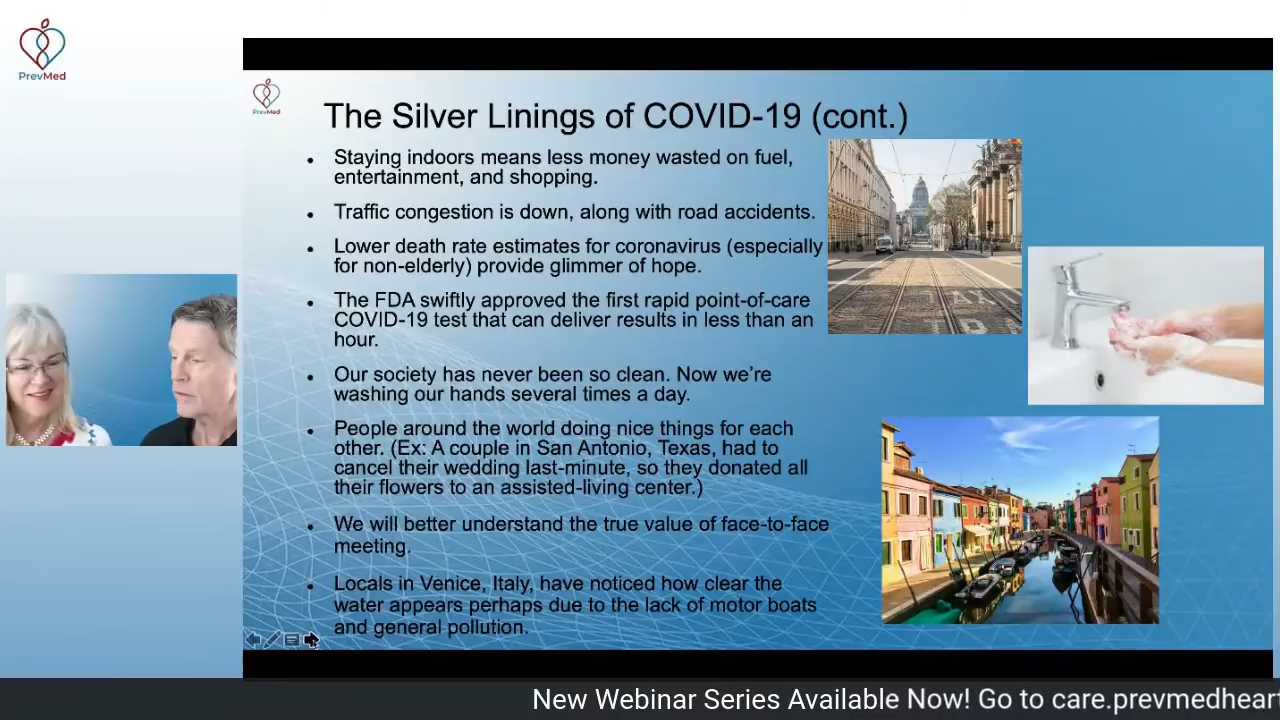 PrevMed
PrevMed
The Silver Linings of COVID-19 (cont.)
Staying indoors means less money wasted on fuel,
entertainment, and shopping.
Traffic congestion is down, along with road accidents.
Lower death rate estimates for coronavirus (especially
for non-elderly) provide glimmer of hope.
The FDA swiftly approved the first rapid point-of-care
COVID-19 test that can deliver results in less than an
hour.
Our society has never been so clean. Now we’re
washing our hands several times a day.
People around the world doing nice things for each
other. (Ex: A couple in San Antonio, Texas, had to
cancel their wedding last-minute, so they donated all
their flowers to an assisted-living center.)
We will better understand the true value of face-to-face
meeting.
Locals in Venice, Italy, have noticed how clear the
water appears perhaps due to the lack of motor boats
and general pollution.
New Webinar Series Available Now! Go to care.prevmedhear